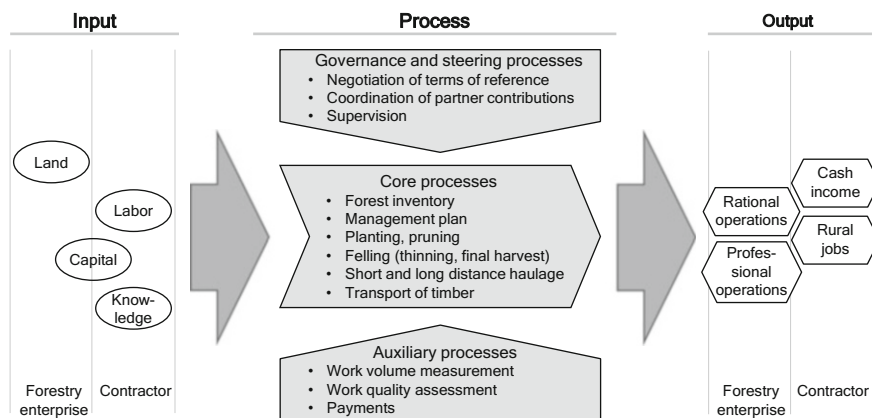 Input
Process
Output
Governance and steering processes
• Negotiation of terms of reference
• Coordination of partner contributions
• Supervision
Land
Labor
Capital
Know-
ledge
Core processes
• Forest inventory
• Management plan
• Planting, pruning
• Felling (thinning, final harvest)
• Short and long distance haulage
• Transport of timber
Cash
income
Rational
operations
Rural
jobs
Profes-
sional
operations
Auxiliary processes
• Work volume measurement
• Work quality assessment
• Payments
Forestry
enterprise
Contractor
Forestry
enterprise
Contractor